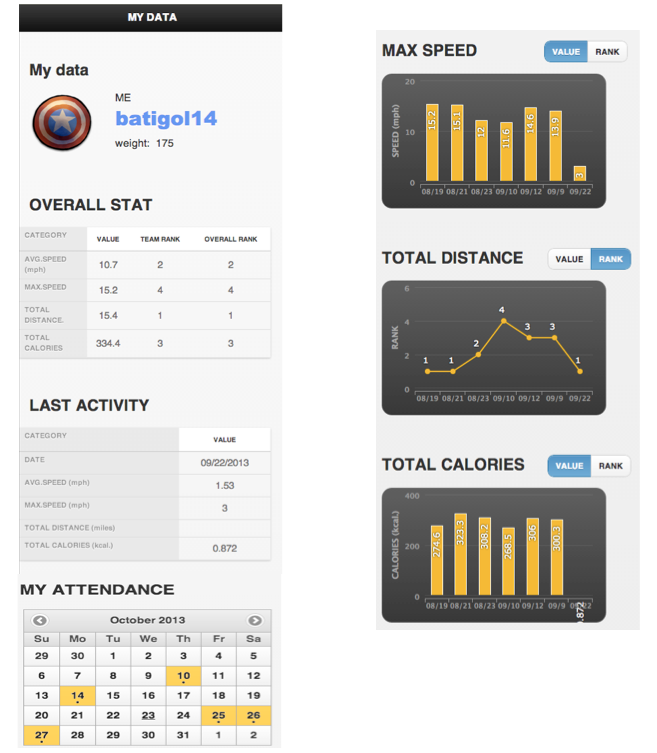 MY DATA
My data
ME
batigol14
weight: 175
OVERALL STAT
CATEGORY VALUE TEAM RANK OVERALL RANK
AVG.SPEED (mph) 10.7 2 2
MAX.SPEED 15.2 4 4
TOTAL DISTANCE. 15.4 1 1
TOTAL CALORIES 334.4 3 3
LAST ACTIVITY
CATEGORY VALUE
DATE 09/22/2013
AVG.SPEED (mph) 1.53
MAX.SPEED (mph) 3
TOTAL DISTANCE (miles)
TOTAL CALORIES (kcal.) 0.872
MY ATTENDANCE
October 2013
Su Mo Tu We Th Fr Sa
29 30 1 2 3 4 5
6 7 8 9 10 11 12
13 14 15 16 17 18 19
20 21 22 23 24 25 26
27 28 29 30 31 1 2
MAX SPEED VALUE RANK
SPEED (mph)
20
10
0
15.2 15.1 12 11.6 14.6 13.9 3
08/19 08/21 08/23 09/10 09/12 09/9 09/22
TOTAL DISTANCE VALUE RANK
RANK
6
4
2
0
1 1 2 4 3 3 1
08/19 08/21 08/23 09/10 09/12 09/9 09/22
TOTAL CALORIES VALUE RANK
CALORIES (kcal.)
400
200
0
274.6 323.3 308.2 268.5 306 300.3
08/19 08/21 08/23 09/10 09/12 09/9 09/22